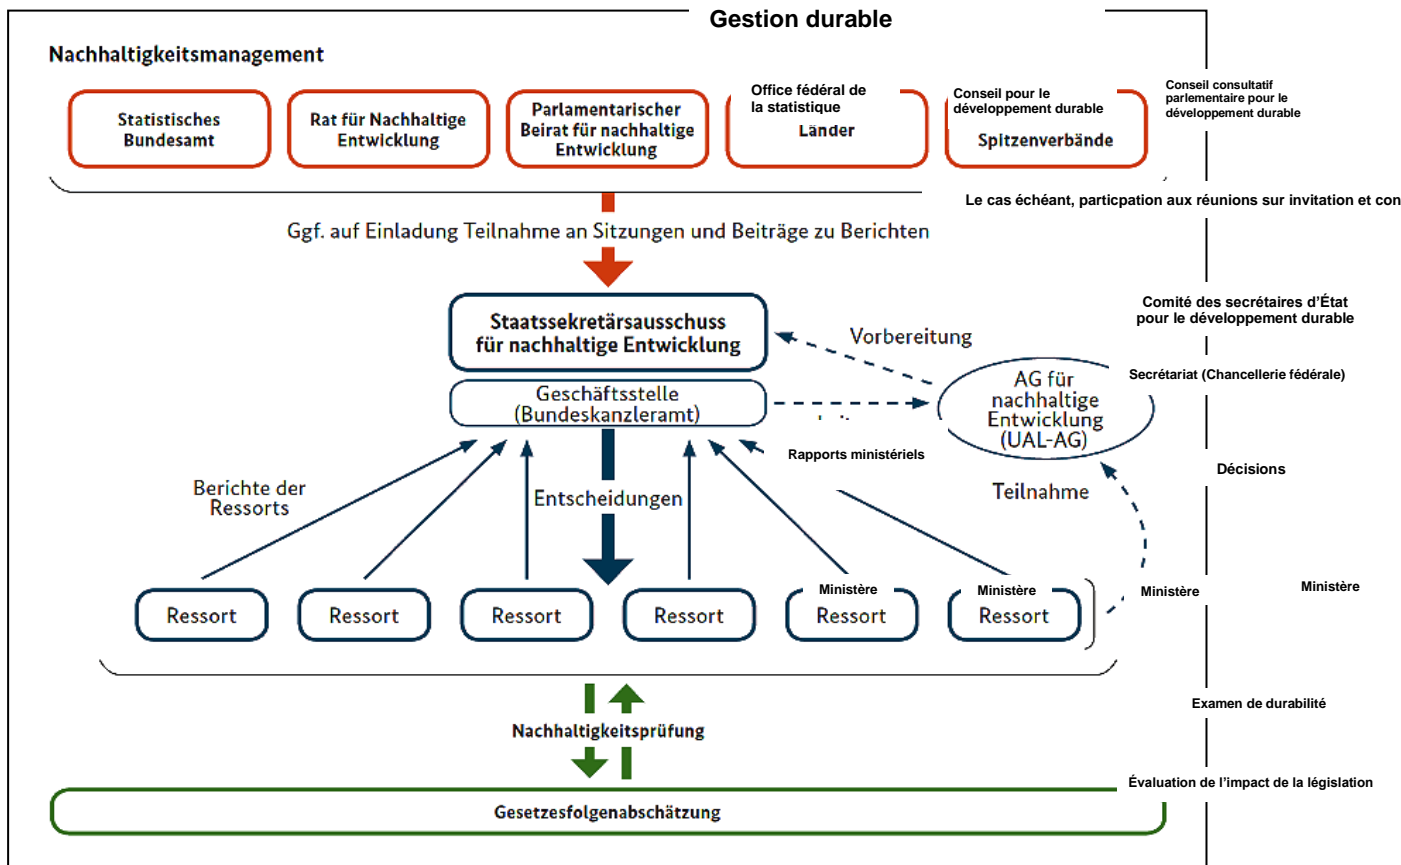 Gestion durable
Nachhaltigkeitsmanagement
Statistisches
Bundesamt
Rat für Nachhaltige
Entwicklung
Parlamentarischer
Beirat für nachhaltige
Entwicklung
Office fédéral de
la statistique
Länder
Conseil pour le
développement durable
Spitzenverbände
Conseil consultatif
parlementaire pour le
développement durable
Le cas échéant, particpation aux réunions sur invitation et con
Ggf. auf Einladung Teilnahme an Sitzungen und Beiträge zu Berichten
Comité des secrétaires d’État
pour le développement durable
Staatssekretärsausschuss
für nachhaltige Entwicklung
Vorbereitung
Secrétariat (Chancellerie fédérale)
Geschäftsstelle
(Bundeskanzleramt)
AG für
nachhaltige
Entwicklung
(UAL-AG)
Rapports ministériels
Décisions
Berichte der
Ressorts
Entscheidungen
Teilnahme
Ministère
Ministère
Ministère
Ministère
Ressort
Ressort
Ressort
Ressort
Ressort
Ressort
Examen de durabilité
Nachhaltigkeitsprüfung
Évaluation de l’impact de la législation
Gesetzesfolgenabschätzung